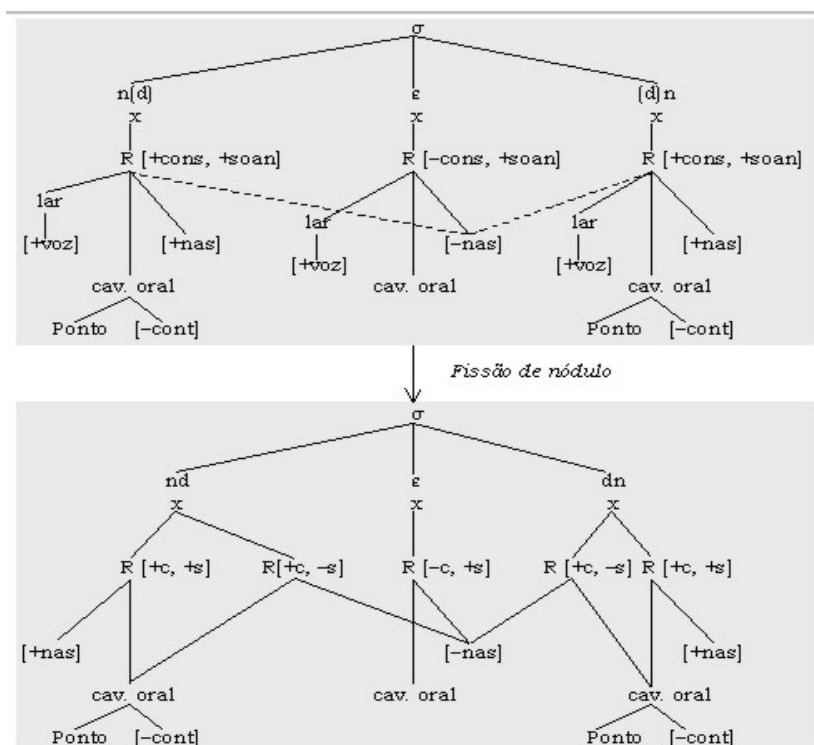 σ
n(d) ε (d)n
x x x
R [+cons, +soan] R [−cons, +soan] R [+cons, +soan]
lar lar lar
[+voz] [+nas] [+voz] [−nas] [+voz] [+nas]
cav. oral cav. oral cav. oral
Ponto [−cont] Ponto [−cont]
Fissão de nódulo
σ
nd ε dn
x x x
R [+c, +s] R[+c, −s] R [−c, +s] R [+c, −s] R [+c, +s]
[+nas] [−nas] [+nas]
cav. oral cav. oral cav. oral
Ponto [−cont] Ponto [−cont]